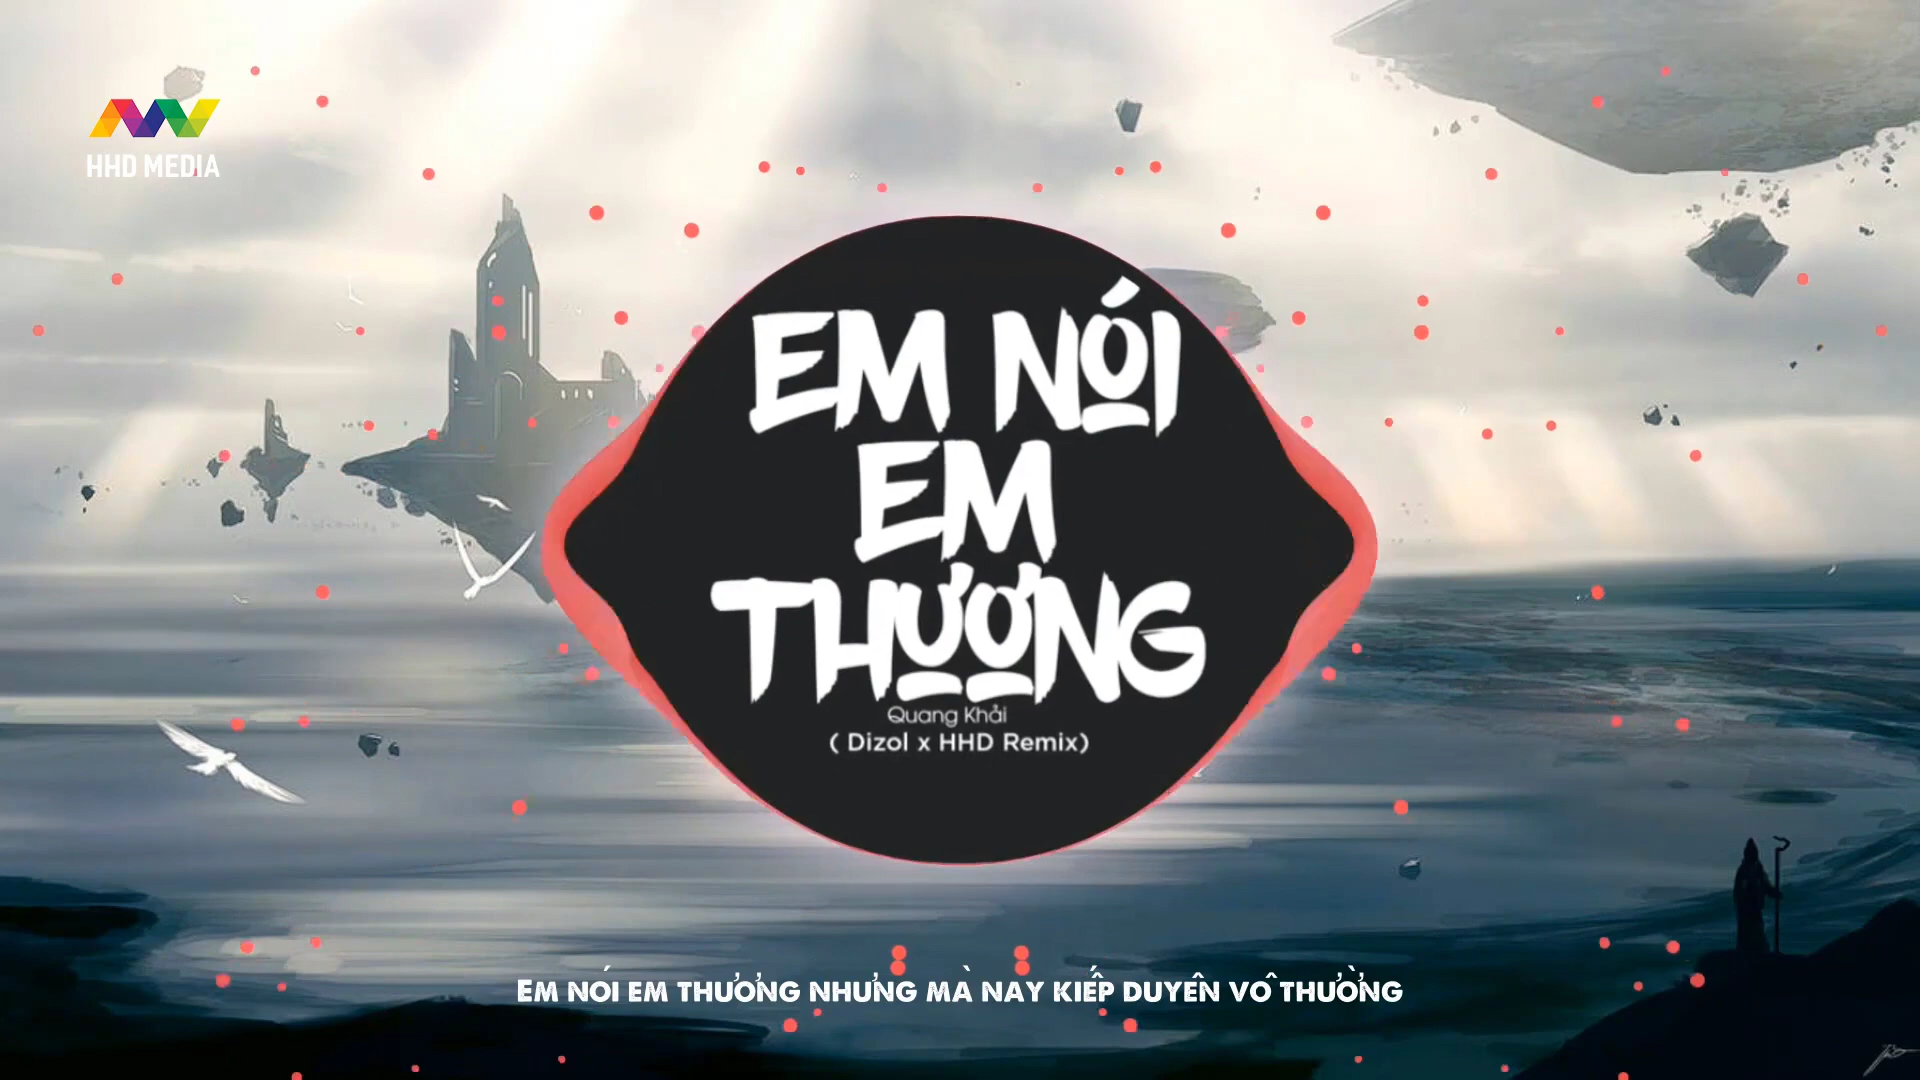 HHD MEDIA
EM NÓI
EM
THƯƠNG
Quang Khải
( Dizol x HHD Remix)
EM NÓI EM THƯƠNG NHƯNG MÀ NAY KIẾP DUYÊN VÔ THƯỜNG